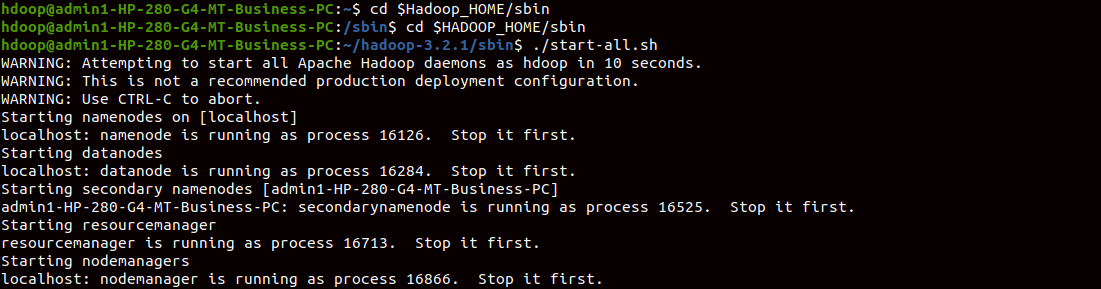 hdoop@admin1-HP-280-G4-MT-Business-PC:~$ cd $Hadoop_HOME/sbin
hdoop@admin1-HP-280-G4-MT-Business-PC:/sbin$ cd $HADOOP_HOME/sbin
hdoop@admin1-HP-280-G4-MT-Business-PC:~/hadoop-3.2.1/sbin$ ./start-all.sh
WARNING: Attempting to start all Apache Hadoop daemons as hdoop in 10 seconds.
WARNING: This is not a recommended production deployment configuration.
WARNING: Use CTRL-C to abort.
Starting namenodes on [localhost]
localhost: namenode is running as process 16126.  Stop it first.
Starting datanodes
localhost: datanode is running as process 16284.  Stop it first.
Starting secondary namenodes [admin1-HP-280-G4-MT-Business-PC]
admin1-HP-280-G4-MT-Business-PC: secondarynamenode is running as process 16525.  Stop it first.
Starting resourcemanager
resourcemanager is running as process 16713.  Stop it first.
Starting nodemanagers
localhost: nodemanager is running as process 16866.  Stop it first.